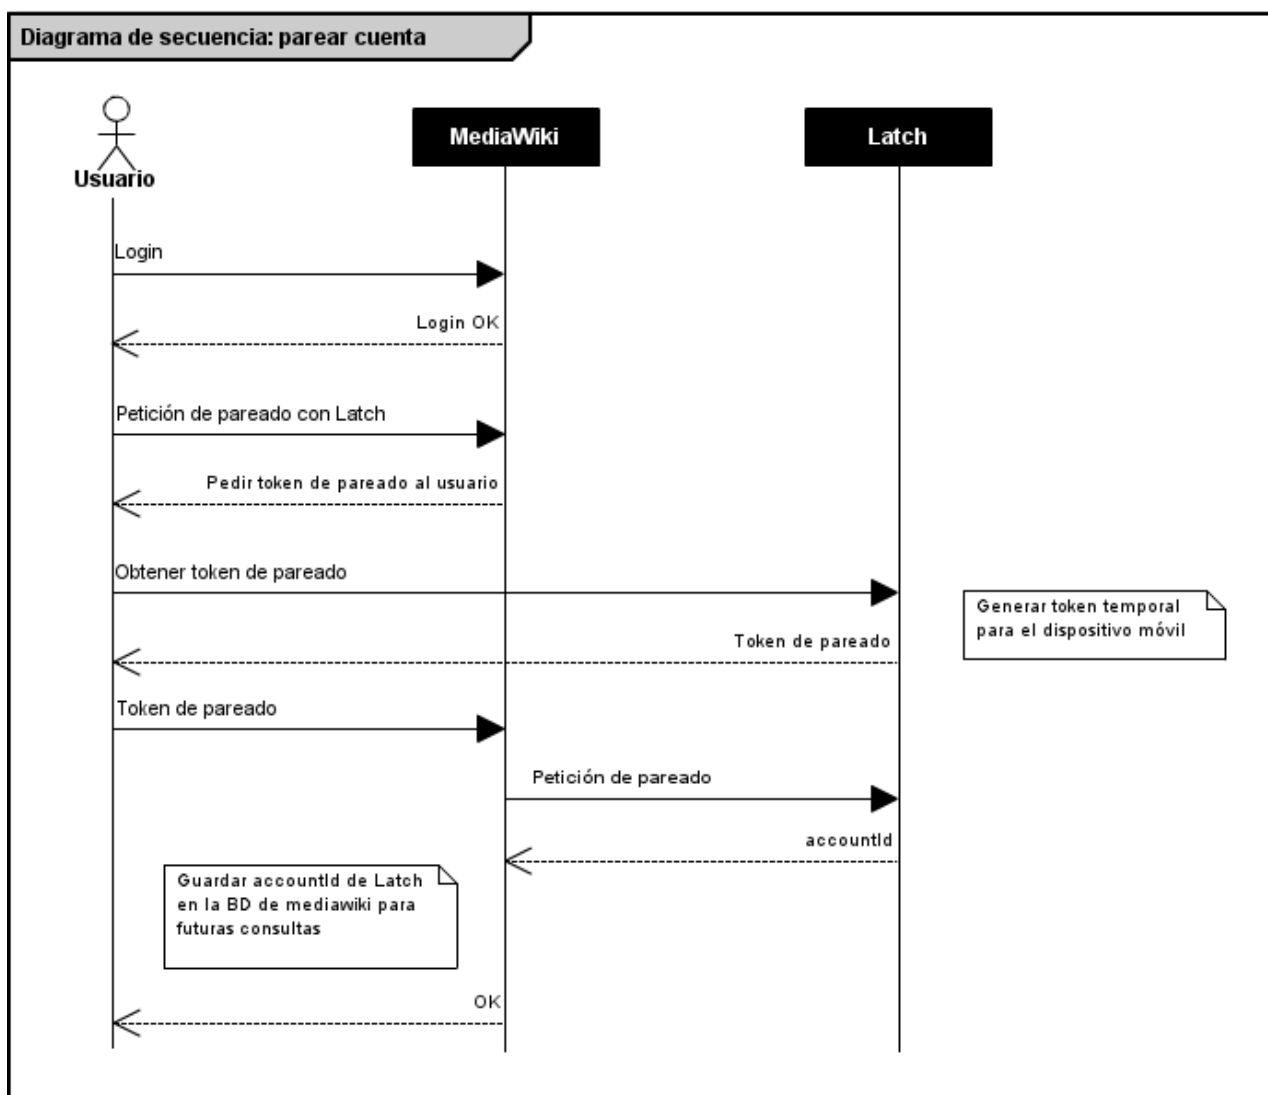 Diagrama de secuencia: parear cuenta
Usuario
MediaWiki
Latch
Login
Login OK
Petición de pareado con Latch
Pedir token de pareado al usuario
Obtener token de pareado
Generar token temporal
para el dispositivo móvil
Token de pareado
Token de pareado
Petición de pareado
accountId
Guardar accountId de Latch
en la BD de mediawiki para
futuras consultas
OK